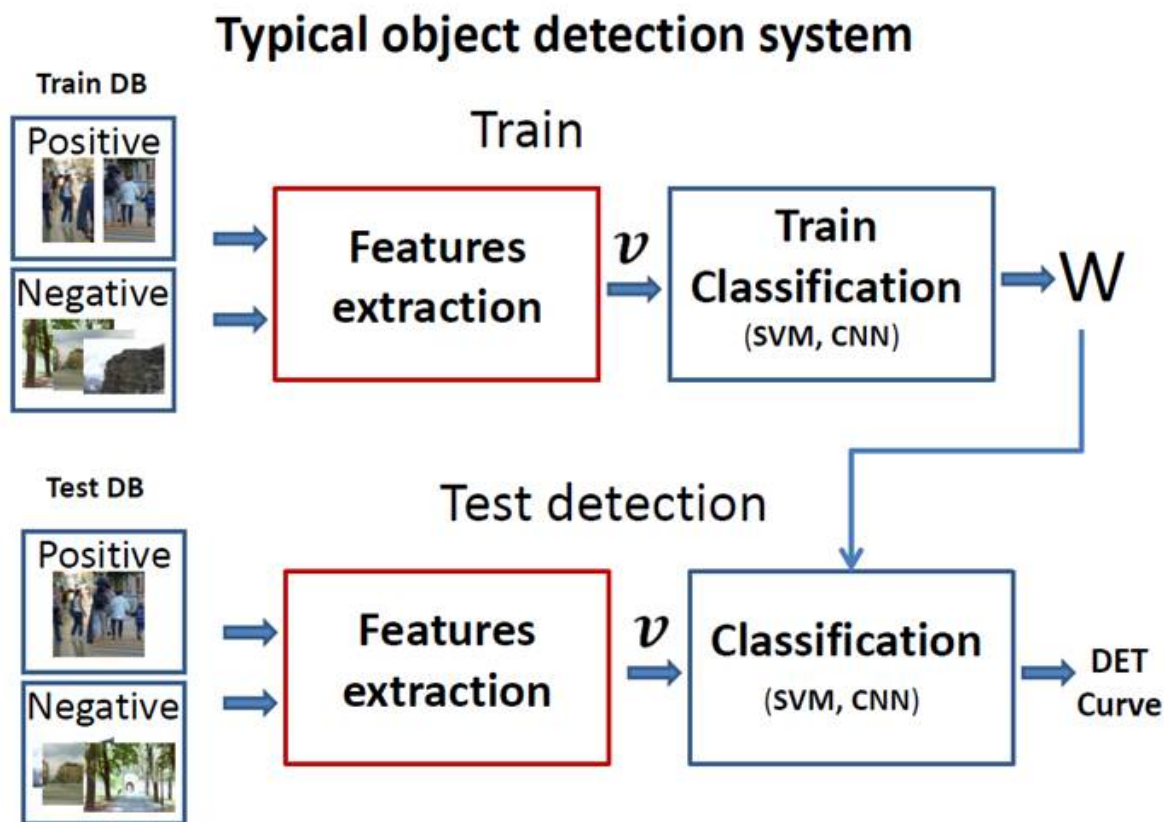 Typical object detection system
Train DB
Positive
Negative
Train
Features
extraction
v
Train
Classification
(SVM, CNN)
W
Test DB
Positive
Negative
Test detection
Features
extraction
v
Classification
(SVM, CNN)
DET
Curve